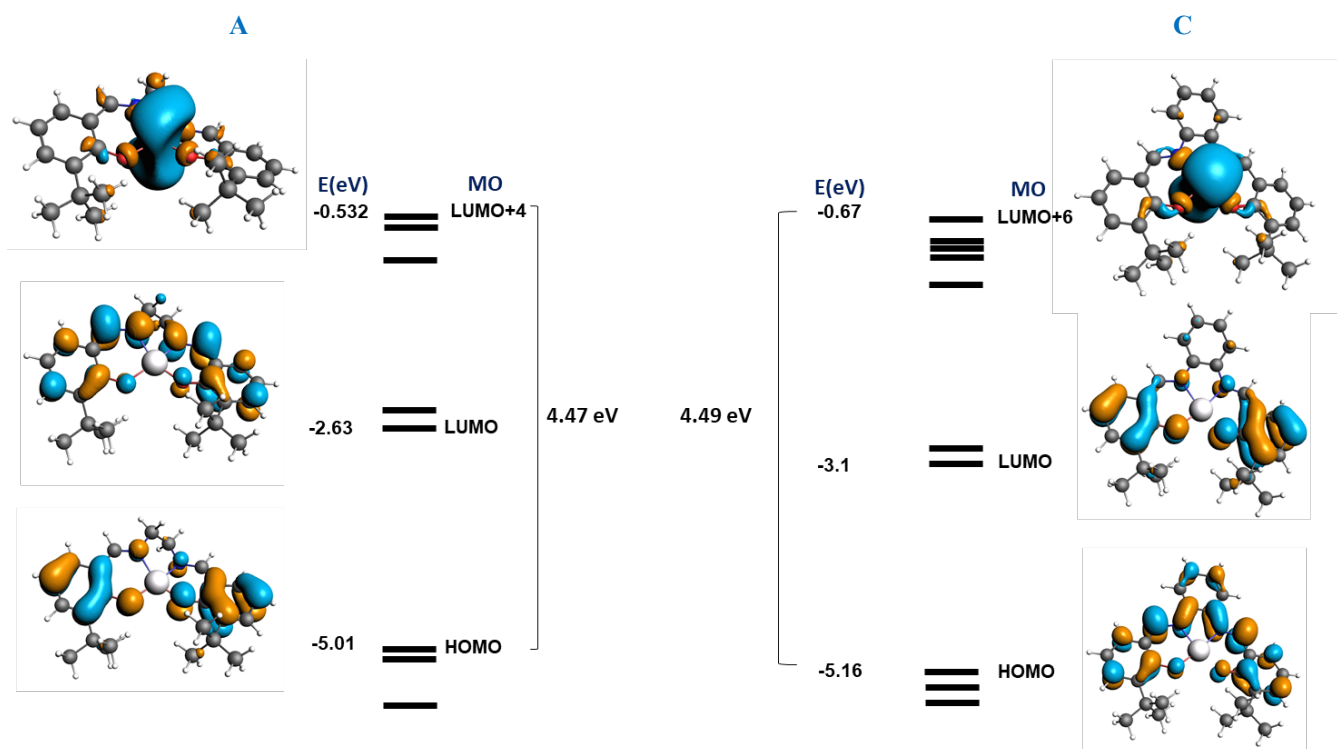 A
C
E(eV) MO
-0.532 LUMO+4
-2.63 LUMO
-5.01 HOMO
4.47 eV
4.49 eV
E(eV) MO
-0.67 LUMO+6
-3.1 LUMO
-5.16 HOMO